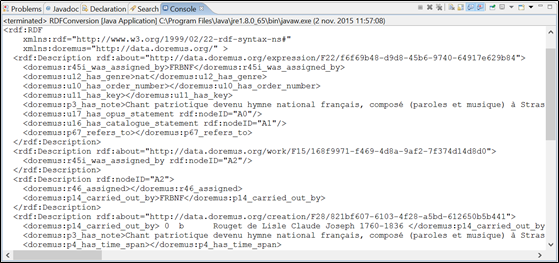 Problems @ Javadoc Declaration Search Console
<terminated> RDFConversion [Java Application] C:\Program Files\Java\jre1.8.0_65\bin\javaw.exe (2 nov. 2015 11:57:08)
<rdf:RDF
xmlns:rdf="http://www.w3.org/1999/02/22-rdf-syntax-ns#"
xmlns:doremus="http://data.doremus.org/" >
<rdf:Description rdf:about="http://data.doremus.org/expression/F22/f6f69b48-d9d8-45b6-9740-64917e629b84">
<doremus:r45i_was_assigned_by>FRBNF</doremus:r45i_was_assigned_by>
<doremus:u12_has_genre>nat</doremus:u12_has_genre>
<doremus:u10_has_order_number></doremus:u10_has_order_number>
<doremus:u11_has_key></doremus:u11_has_key>
<doremus:p3_has_note>Chant patriotique devenu hymne national français, composé (paroles et musique) à Stras
<doremus:u17_has_opus_statement rdf:nodeID="A0"/>
<doremus:u16_has_catalogue_statement rdf:nodeID="A1"/>
<doremus:p67_refers_to></doremus:p67_refers_to>
</rdf:Description>
<rdf:Description rdf:about="http://data.doremus.org/work/F15/168f9971-f469-4d8a-9af2-7f374d14d8d0">
<doremus:r45i_was_assigned_by rdf:nodeID="A2"/>
</rdf:Description>
<rdf:Description rdf:nodeID="A2">
<doremus:r46_assigned></doremus:r46_assigned>
<doremus:p14_carried_out_by>FRBNF</doremus:p14_carried_out_by>
</rdf:Description>
<rdf:Description rdf:about="http://data.doremus.org/creation/F28/821bf607-6103-4f28-a5bd-612650b5b441">
<doremus:p14_carried_out_by> 0 b Rouget de Lisle Claude Joseph 1760-1836 </doremus:p14_carried_out_by
<doremus:p3_has_note>Chant patriotique devenu hymne national français, composé (paroles et musique) à Stras
<doremus:p4_has_time_span></doremus:p4_has_time_span>